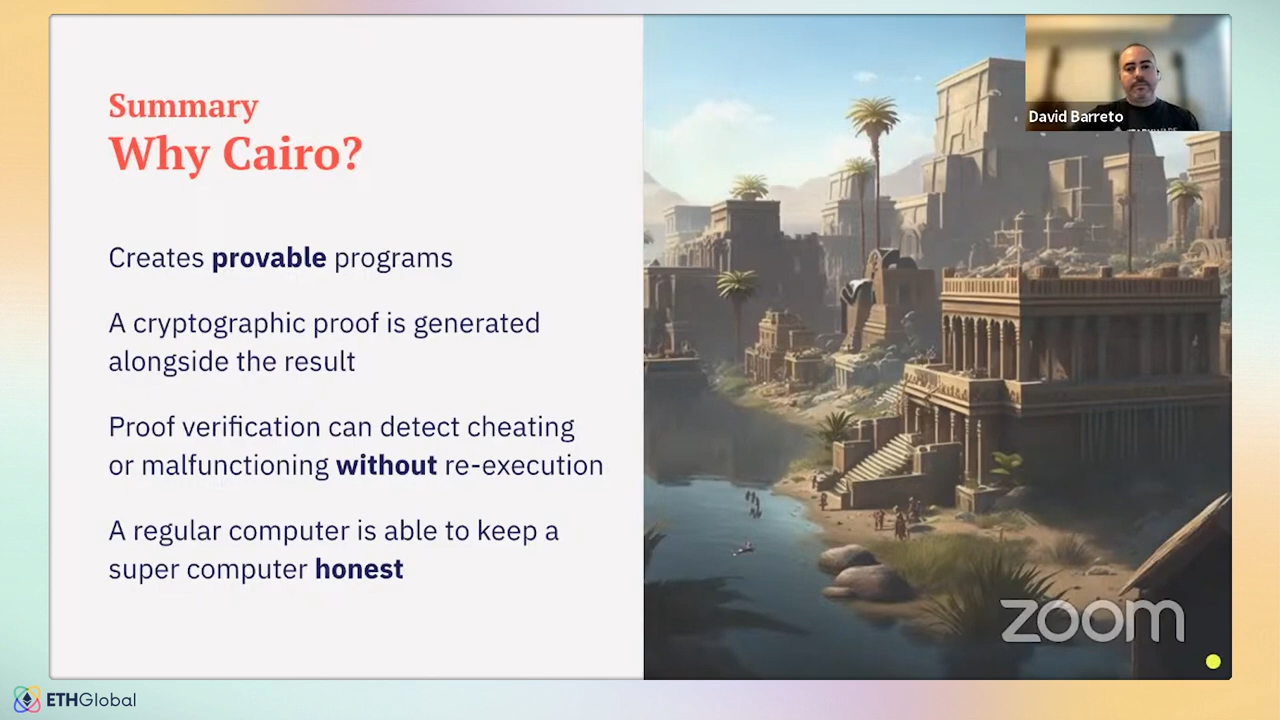 Summary
Why Cairo?
Creates provable programs
A cryptographic proof is generated
alongside the result
Proof verification can detect cheating
or malfunctioning without re-execution
A regular computer is able to keep a
super computer honest
David Barreto
zoom
ETHGlobal